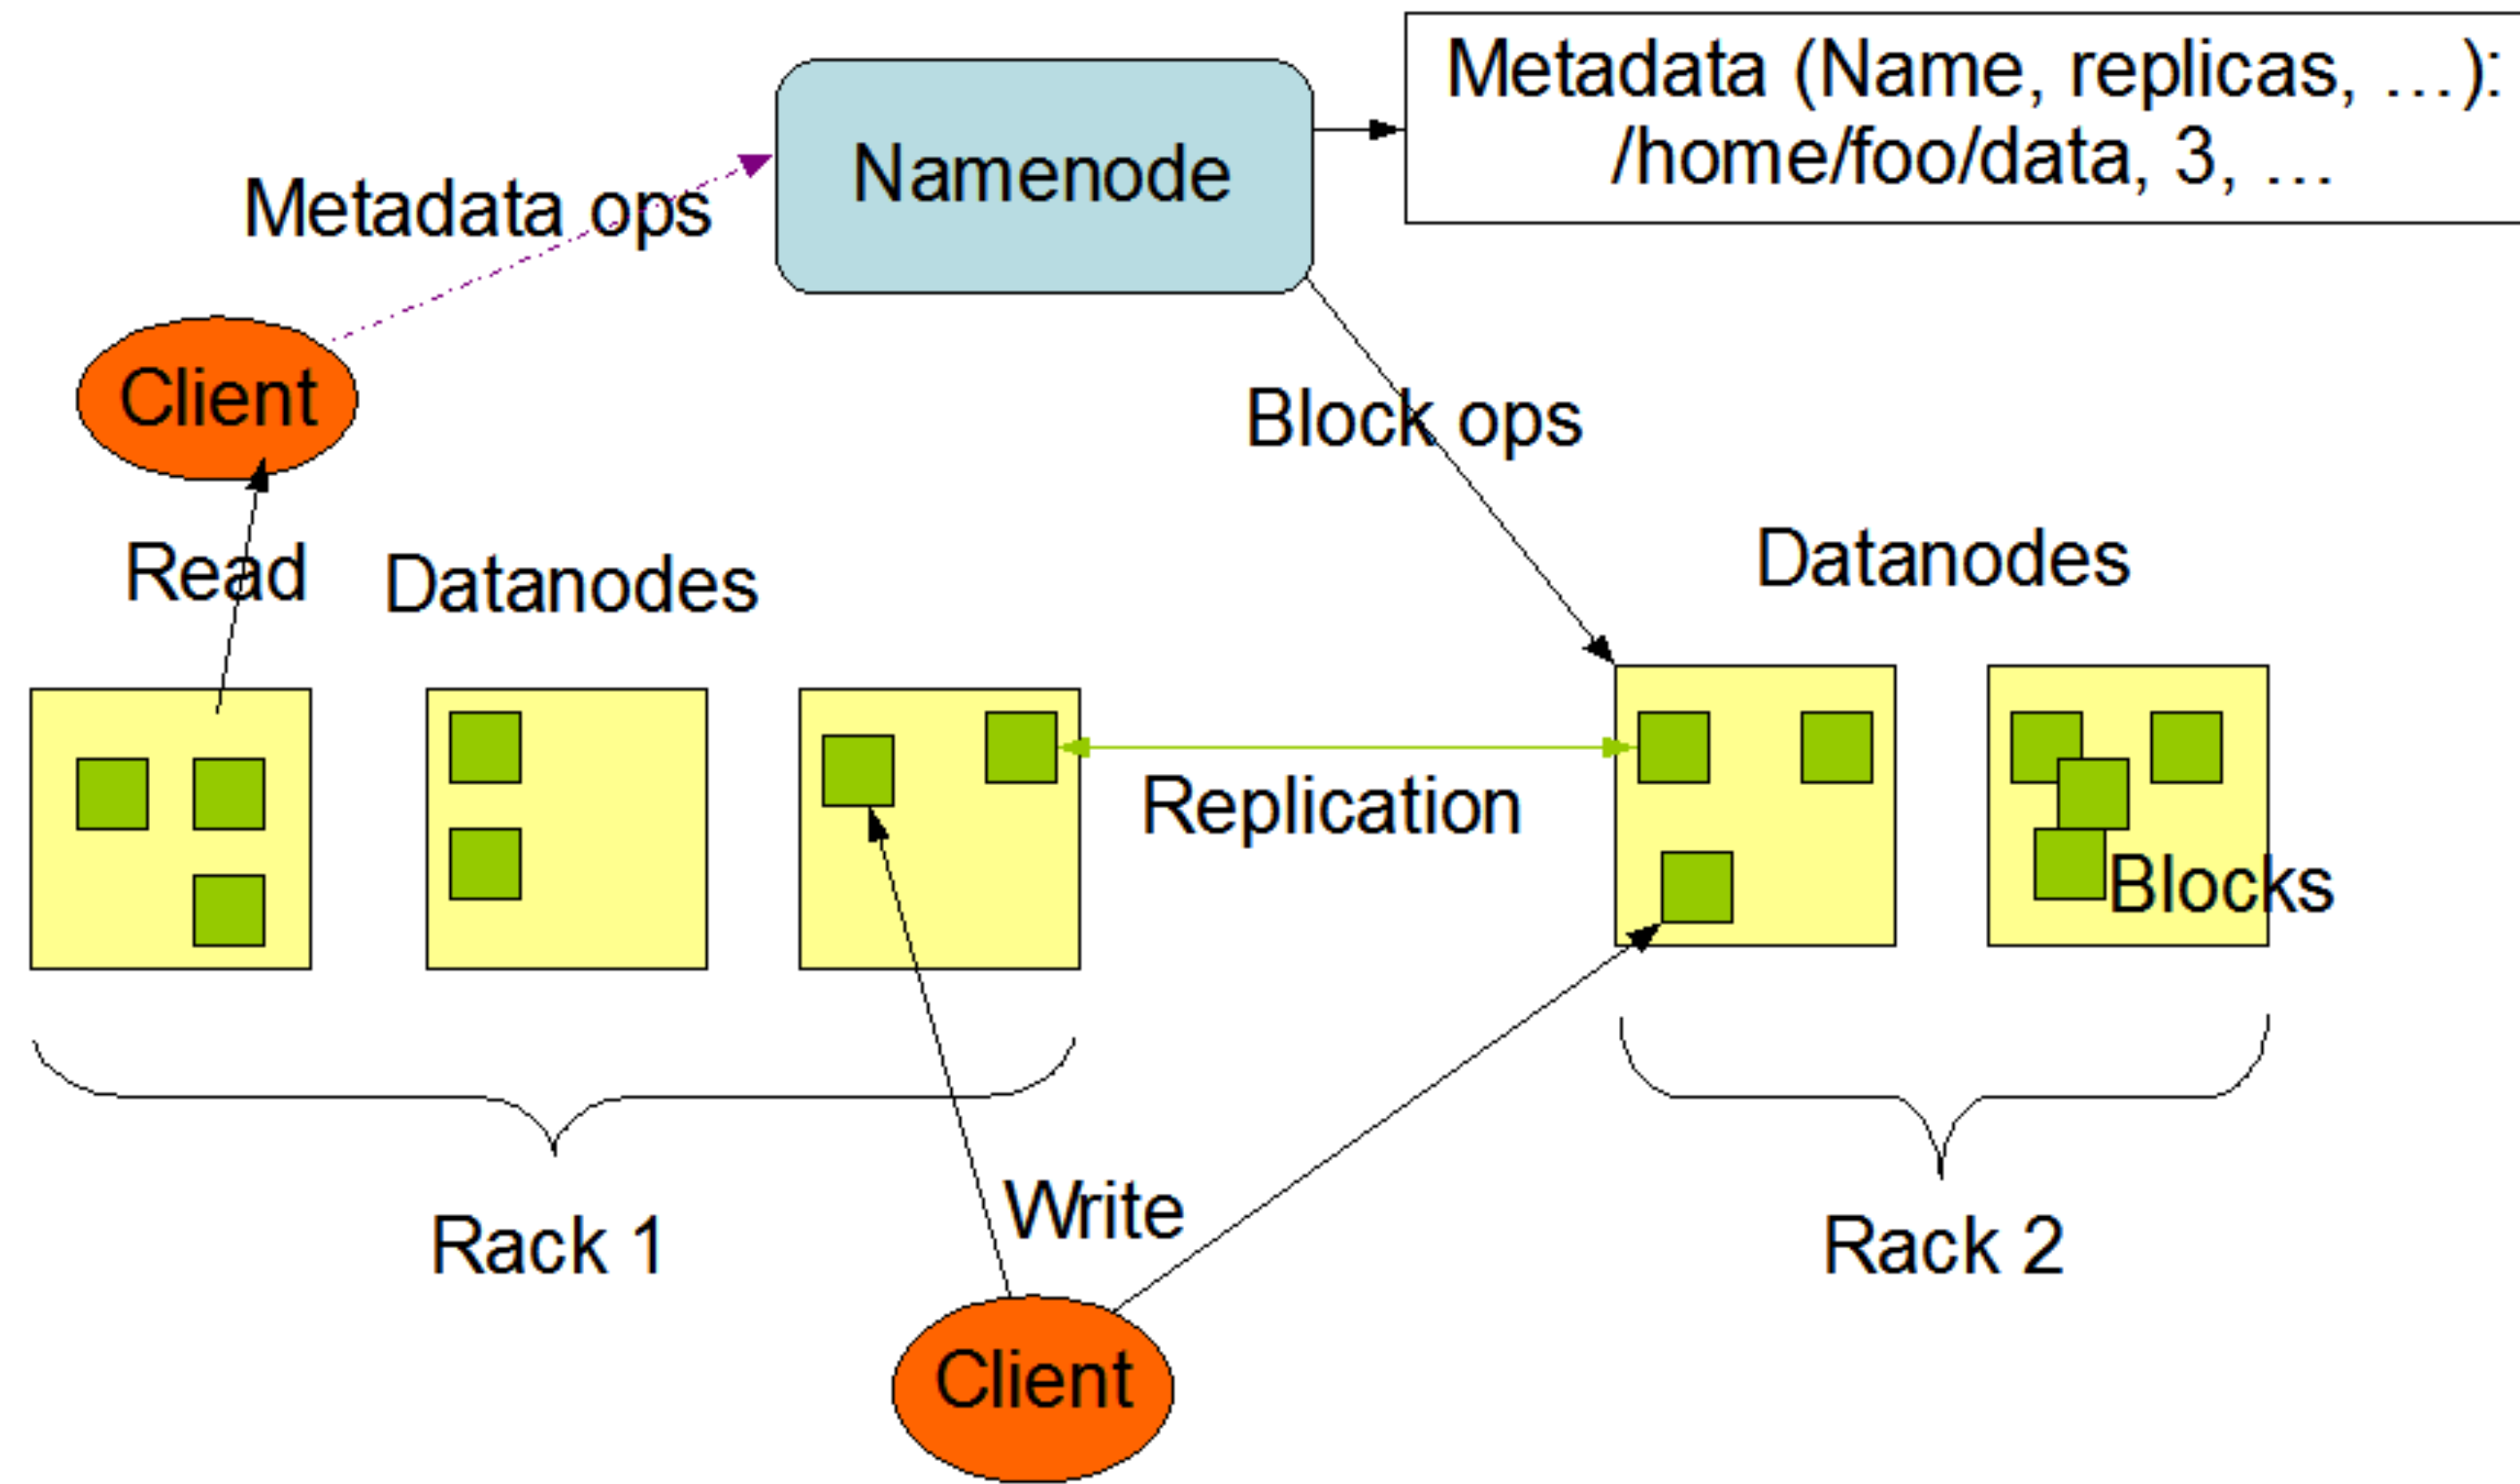 Metadata (Name, replicas, ...):
/home/foo/data, 3, ...
Namenode
Metadata ops
Client
Block ops
Read
Datanodes
Datanodes
Replication
Blocks
Write
Rack 1
Rack 2
Client